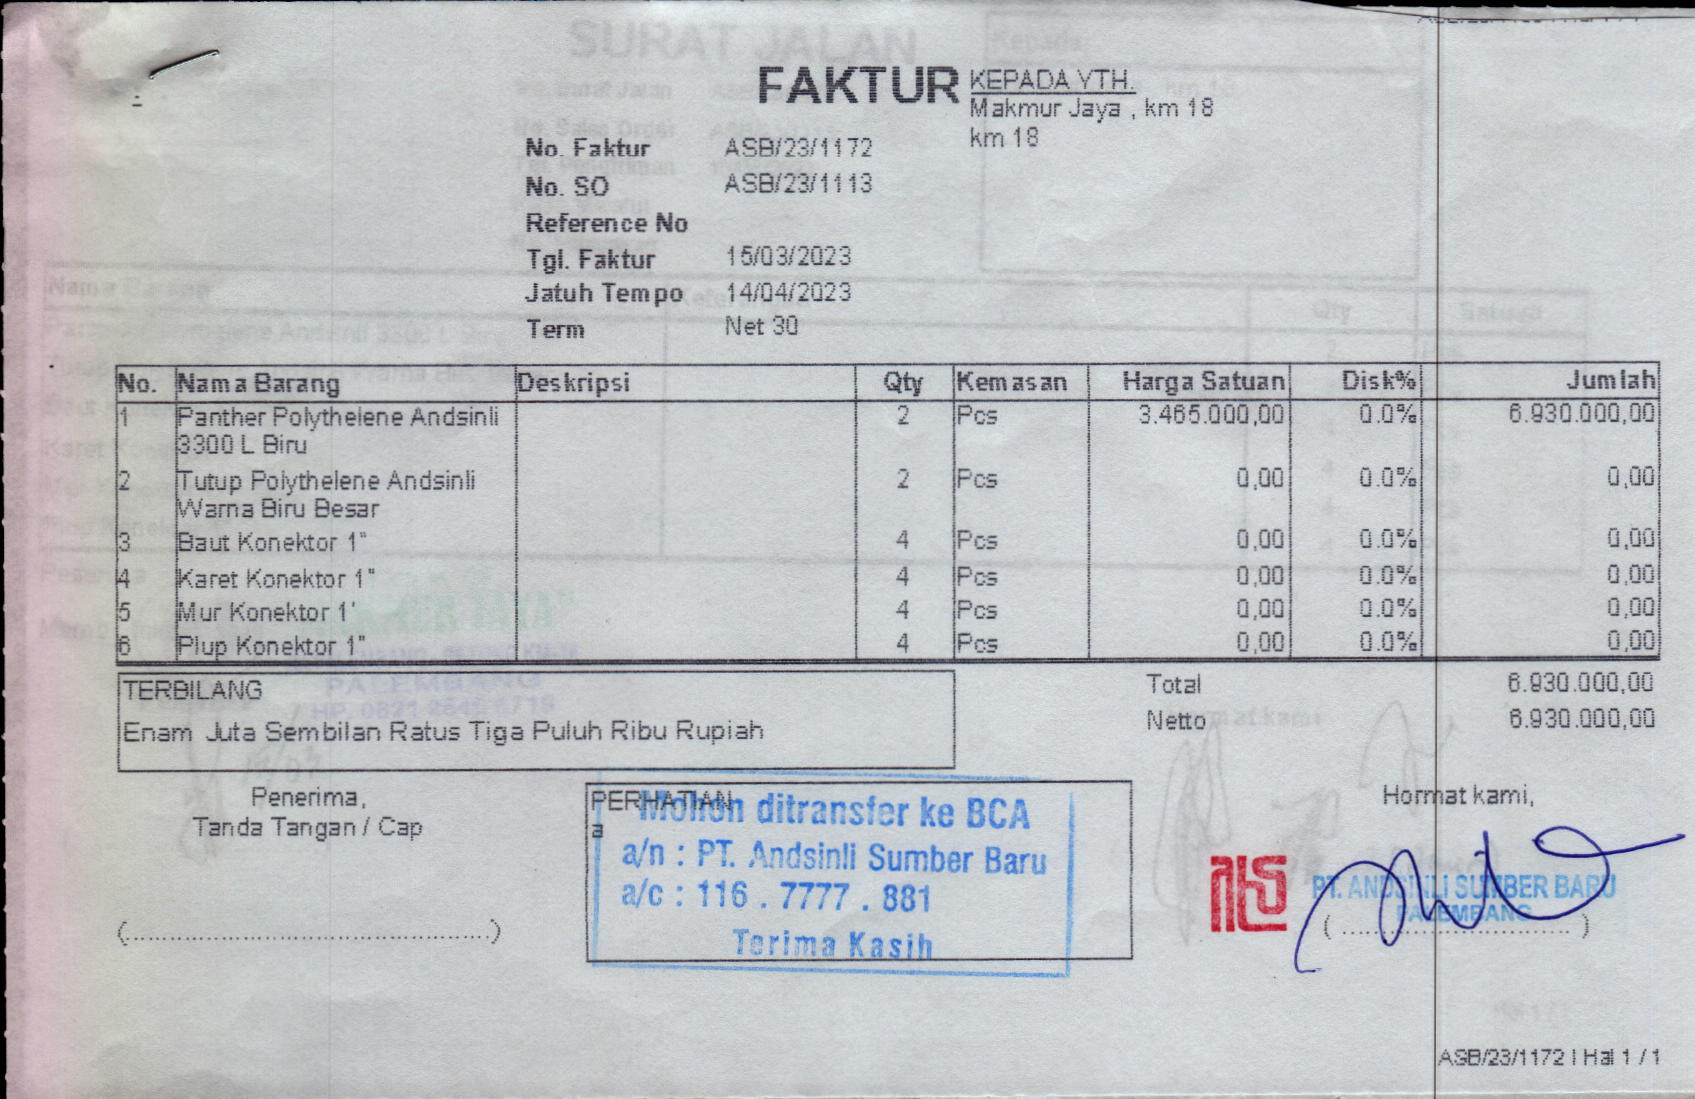 FAKTUR
KEPADA YTH.
Makmur Jaya , km 18
km 18
No. Faktur ASB/23/1172
No. SO ASB/23/1113
Reference No
Tgl. Faktur 15/03/2023
Jatuh Tempo 14/04/2023
Term Net 30
No. Nama Barang Deskripsi Qty Kemasan Harga Satuan Disk% Jumlah
1 Panther Polythelene Andsinli 2 Pcs 3.465.000,00 0.0% 6.930.000,00
3300 L Biru
2 Tutup Polythelene Andsinli 2 Pcs 0,00 0.0% 0,00
Warna Biru Besar
3 Baut Konektor 1" 4 Pcs 0,00 0.0% 0,00
4 Karet Konektor 1" 4 Pcs 0,00 0.0% 0,00
5 Mur Konektor 1' 4 Pcs 0,00 0.0% 0,00
6 Plup Konektor 1" 4 Pcs 0,00 0.0% 0,00
TERBILANG
Enam Juta Sembilan Ratus Tiga Puluh Ribu Rupiah
Total 6.930.000,00
Netto 6.930.000,00
Penerima,
Tanda Tangan / Cap
PERHATIAN
a
Mohon ditransfer ke BCA
a/n : PT. Andsinli Sumber Baru
a/c : 116 . 7777 . 881
Terima Kasih
Hormat kami,
PT. ANDSINLI SUMBER BARU
PALEMBANG
ASB/23/1172 | Hal 1 / 1
SURAT JALAN
Kepada